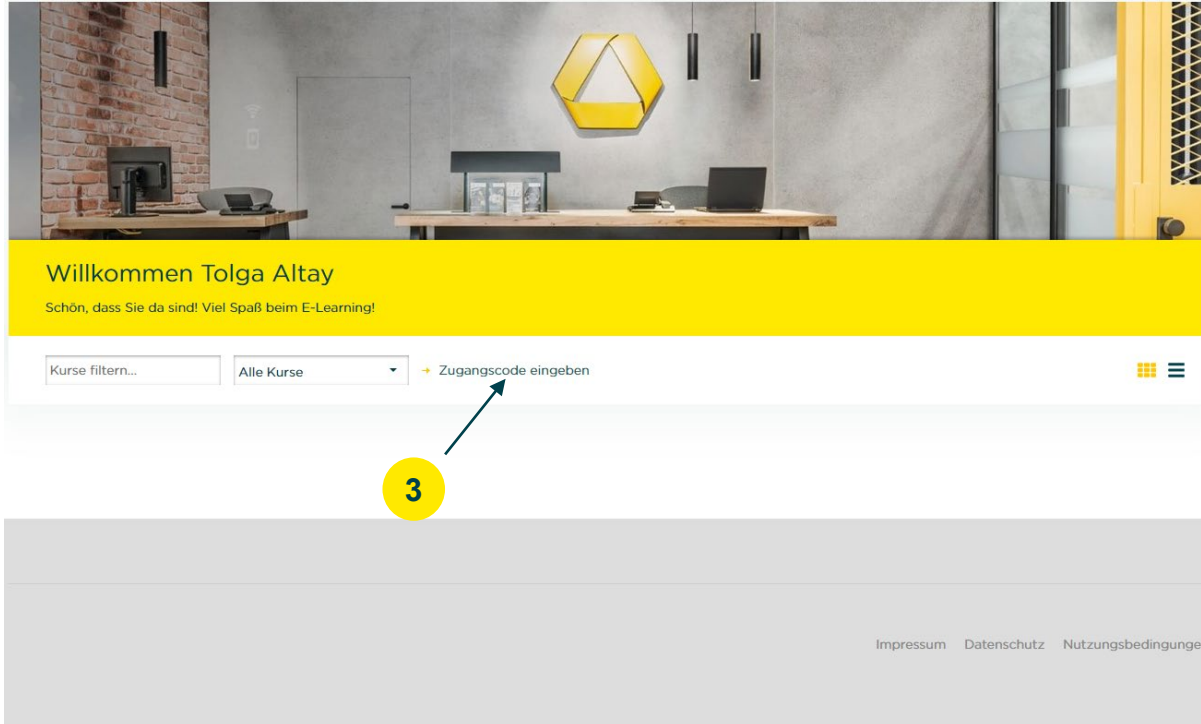 Willkommen Tolga Altay
Schön, dass Sie da sind! Viel Spaß beim E-Learning!
Kurse filtern...
Alle Kurse
→ Zugangscode eingeben
3
Impressum Datenschutz Nutzungsbedingunge